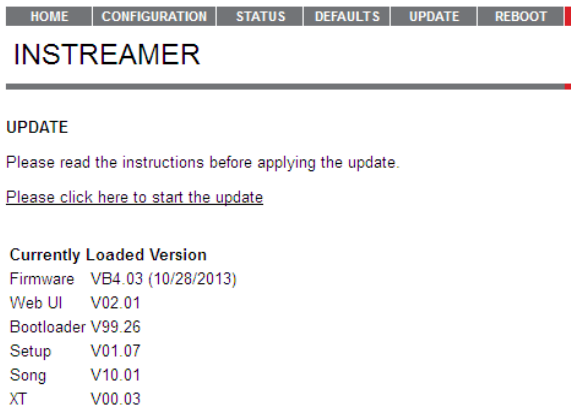 HOME CONFIGURATION STATUS DEFAULTS UPDATE REBOOT
INSTREAMER
UPDATE
Please read the instructions before applying the update.
Please click here to start the update
Currently Loaded Version
Firmware VB4.03 (10/28/2013)
Web UI V02.01
Bootloader V99.26
Setup V01.07
Song V10.01
XT V00.03